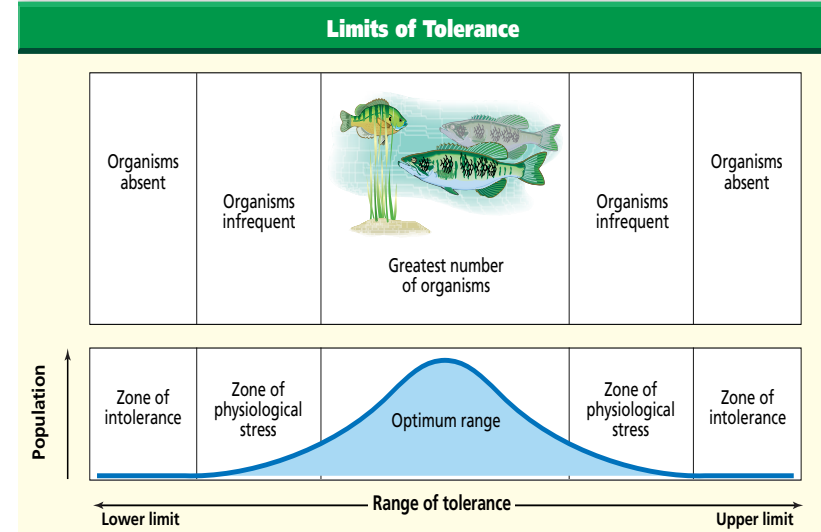 Limits of Tolerance
Organisms
absent
Organisms
infrequent
Greatest number
of organisms
Organisms
infrequent
Organisms
absent
Population
Zone of
intolerance
Zone of
physiological
stress
Optimum range
Zone of
physiological
stress
Zone of
intolerance
Range of tolerance
Lower limit
Upper limit